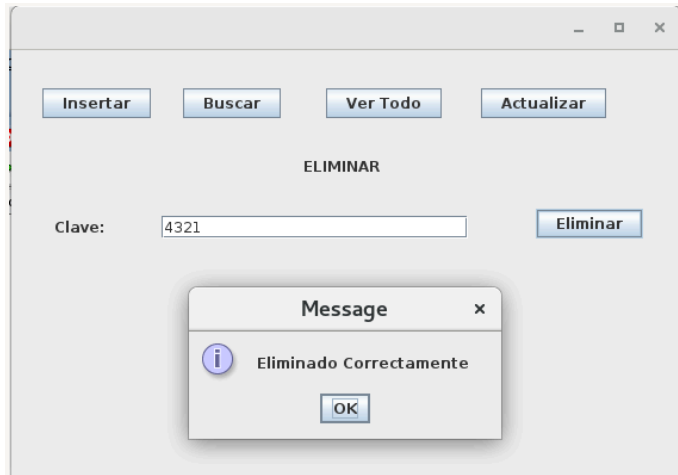 Insertar Buscar Ver Todo Actualizar
ELIMINAR
Clave: 4321 Eliminar
Message
Eliminado Correctamente
OK